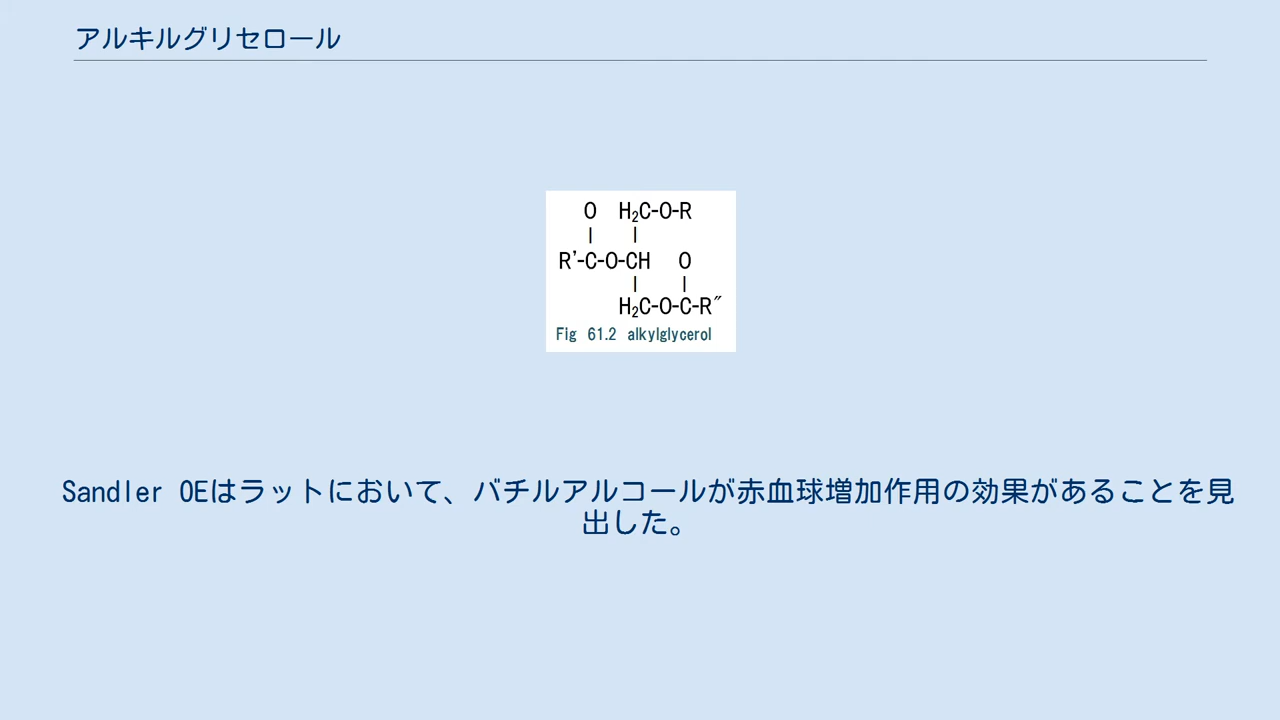 アルキルグリセロール
O H₂C-O-R
| |
R'-C-O-CH O
| |
H₂C-O-C-R"
Fig 61.2 alkylglycerol
Sandler OEはラットにおいて、バチルアルコールが赤血球増加作用の効果があることを見
出した。